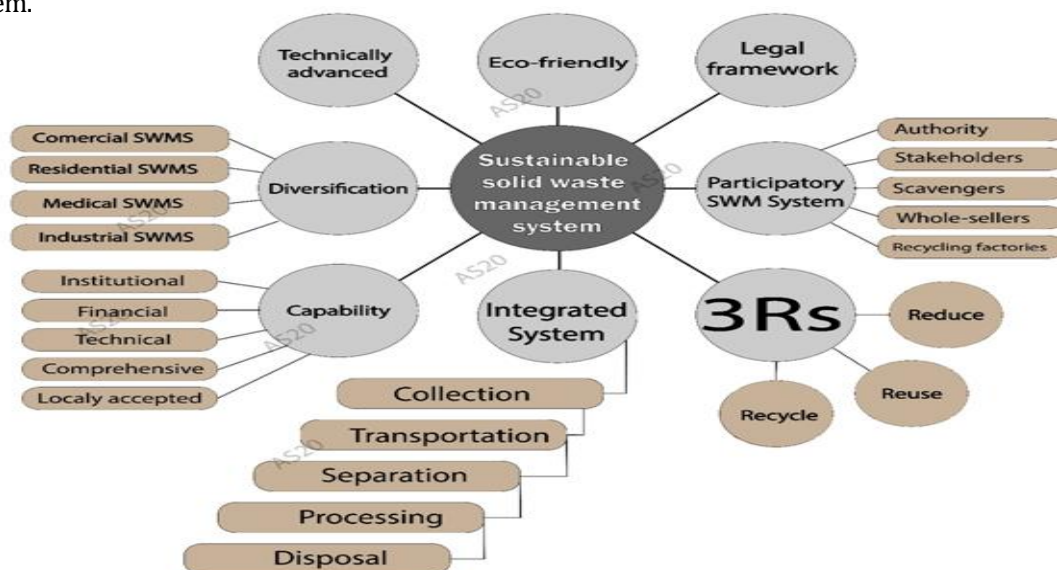 em.
Technically
advanced
Eco-friendly
Legal
framework
Comercial SWMS
Residential SWMS
Medical SWMS
Industrial SWMS
Diversification
Sustainable
solid waste
management
system
Participatory
SWM System
Authority
Stakeholders
Scavengers
Whole-sellers
Recycling factories
Institutional
Financial
Technical
Comprehensive
Localy accepted
Capability
Integrated
System
3Rs
Reduce
Reuse
Recycle
Collection
Transportation
Separation
Processing
Disposal
AS20
AS20
AS20
AS20
AS20
AS20
AS20